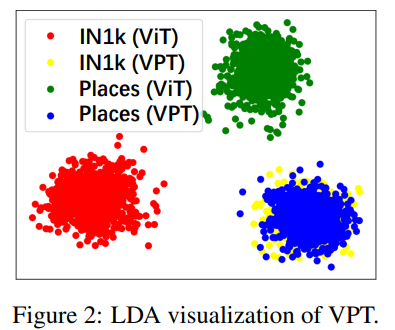 IN1k (ViT)
IN1k (VPT)
Places (ViT)
Places (VPT)
Figure 2: LDA visualization of VPT.